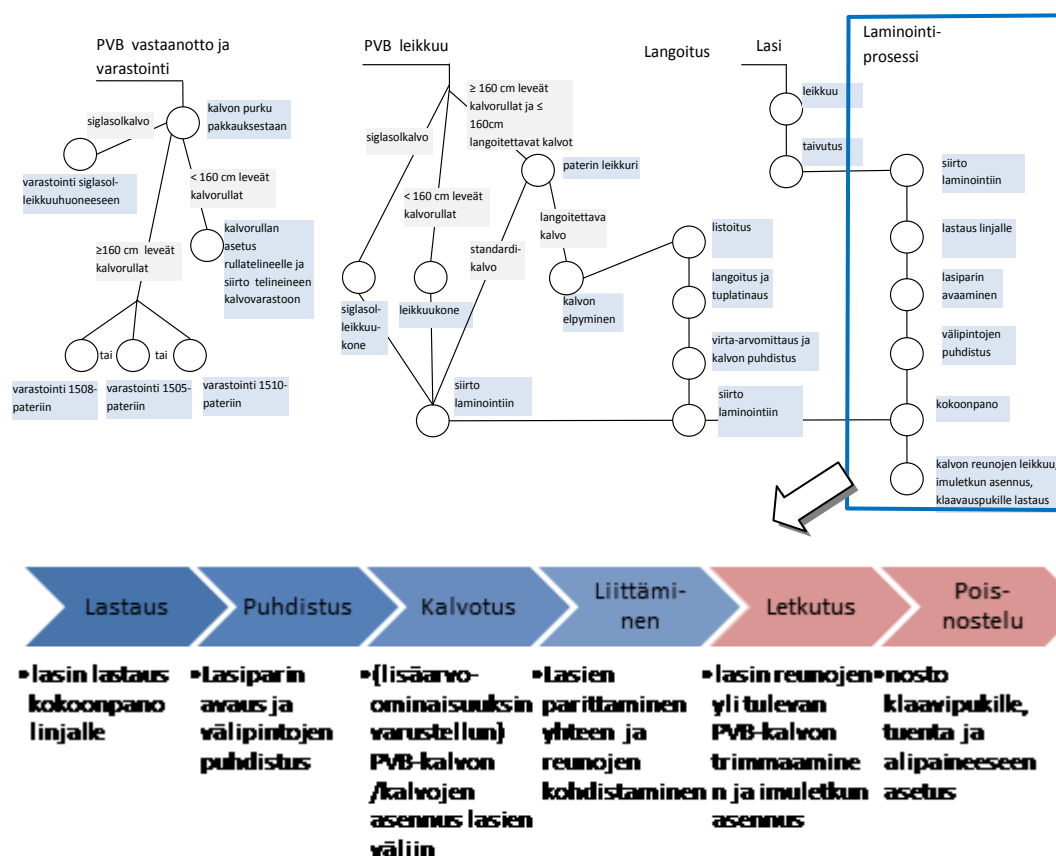 PVB vastaanotto ja
varastointi
kalvon purku
pakkauksestaan
siglasolkalvo
varastointi siglasol-
leikkuuhuoneeseen
< 160 cm leveät
kalvorullat
kalvorullan
asetus
rullatelineelle ja
siirto telineineen
kalvovarastoon
≥160 cm leveät
kalvorullat
tai
tai
varastointi 1508-
pateriin
varastointi 1505-
pateriin
varastointi 1510-
pateriin
PVB leikkuu
≥ 160 cm leveät
kalvorullat ja ≤
160cm
langoitettavat kalvot
siglasolkalvo
paterin leikkuri
< 160 cm leveät
kalvorullat
langoitettava
kalvo
standardi-
kalvo
siglasol-
leikkuu-
kone
leikkuukone
kalvon
elpyminen
siirto
laminointiin
Langoitus
listoitus
langoitus ja
tuplatinaus
virta-arvomittaus ja
kalvon puhdistus
siirto
laminointiin
Lasi
leikkuu
taivutus
Laminointi-
prosessi
siirto
laminointiin
lastaus linjalle
lasiparin
avaaminen
välipintojen
puhdistus
kokoonpano
kalvon reunojen leikkuu,
imuletkun asennus,
klaavauspukille lastaus
Lastaus
•lasin lastaus
kokoonpano
linjalle
Puhdistus
•Lasiparin
avaus ja
välipintojen
puhdistus
Kalvotus
•(lisäarvo-
ominaisuuksin
varustellun)
PVB-kalvon
/kalvojen
asennus lasien
väliin
Liittämi-
nen
•Lasien
parittaminen
yhteen ja
reunojen
kohdistaminen
Letkutus
•lasin reunojen
yli tulevan
PVB-kalvon
trimmaamine
n ja imuletkun
asennus
Pois-
nostelu
•nosto
klaavipukille,
tuenta ja
alipaineeseen
asetus